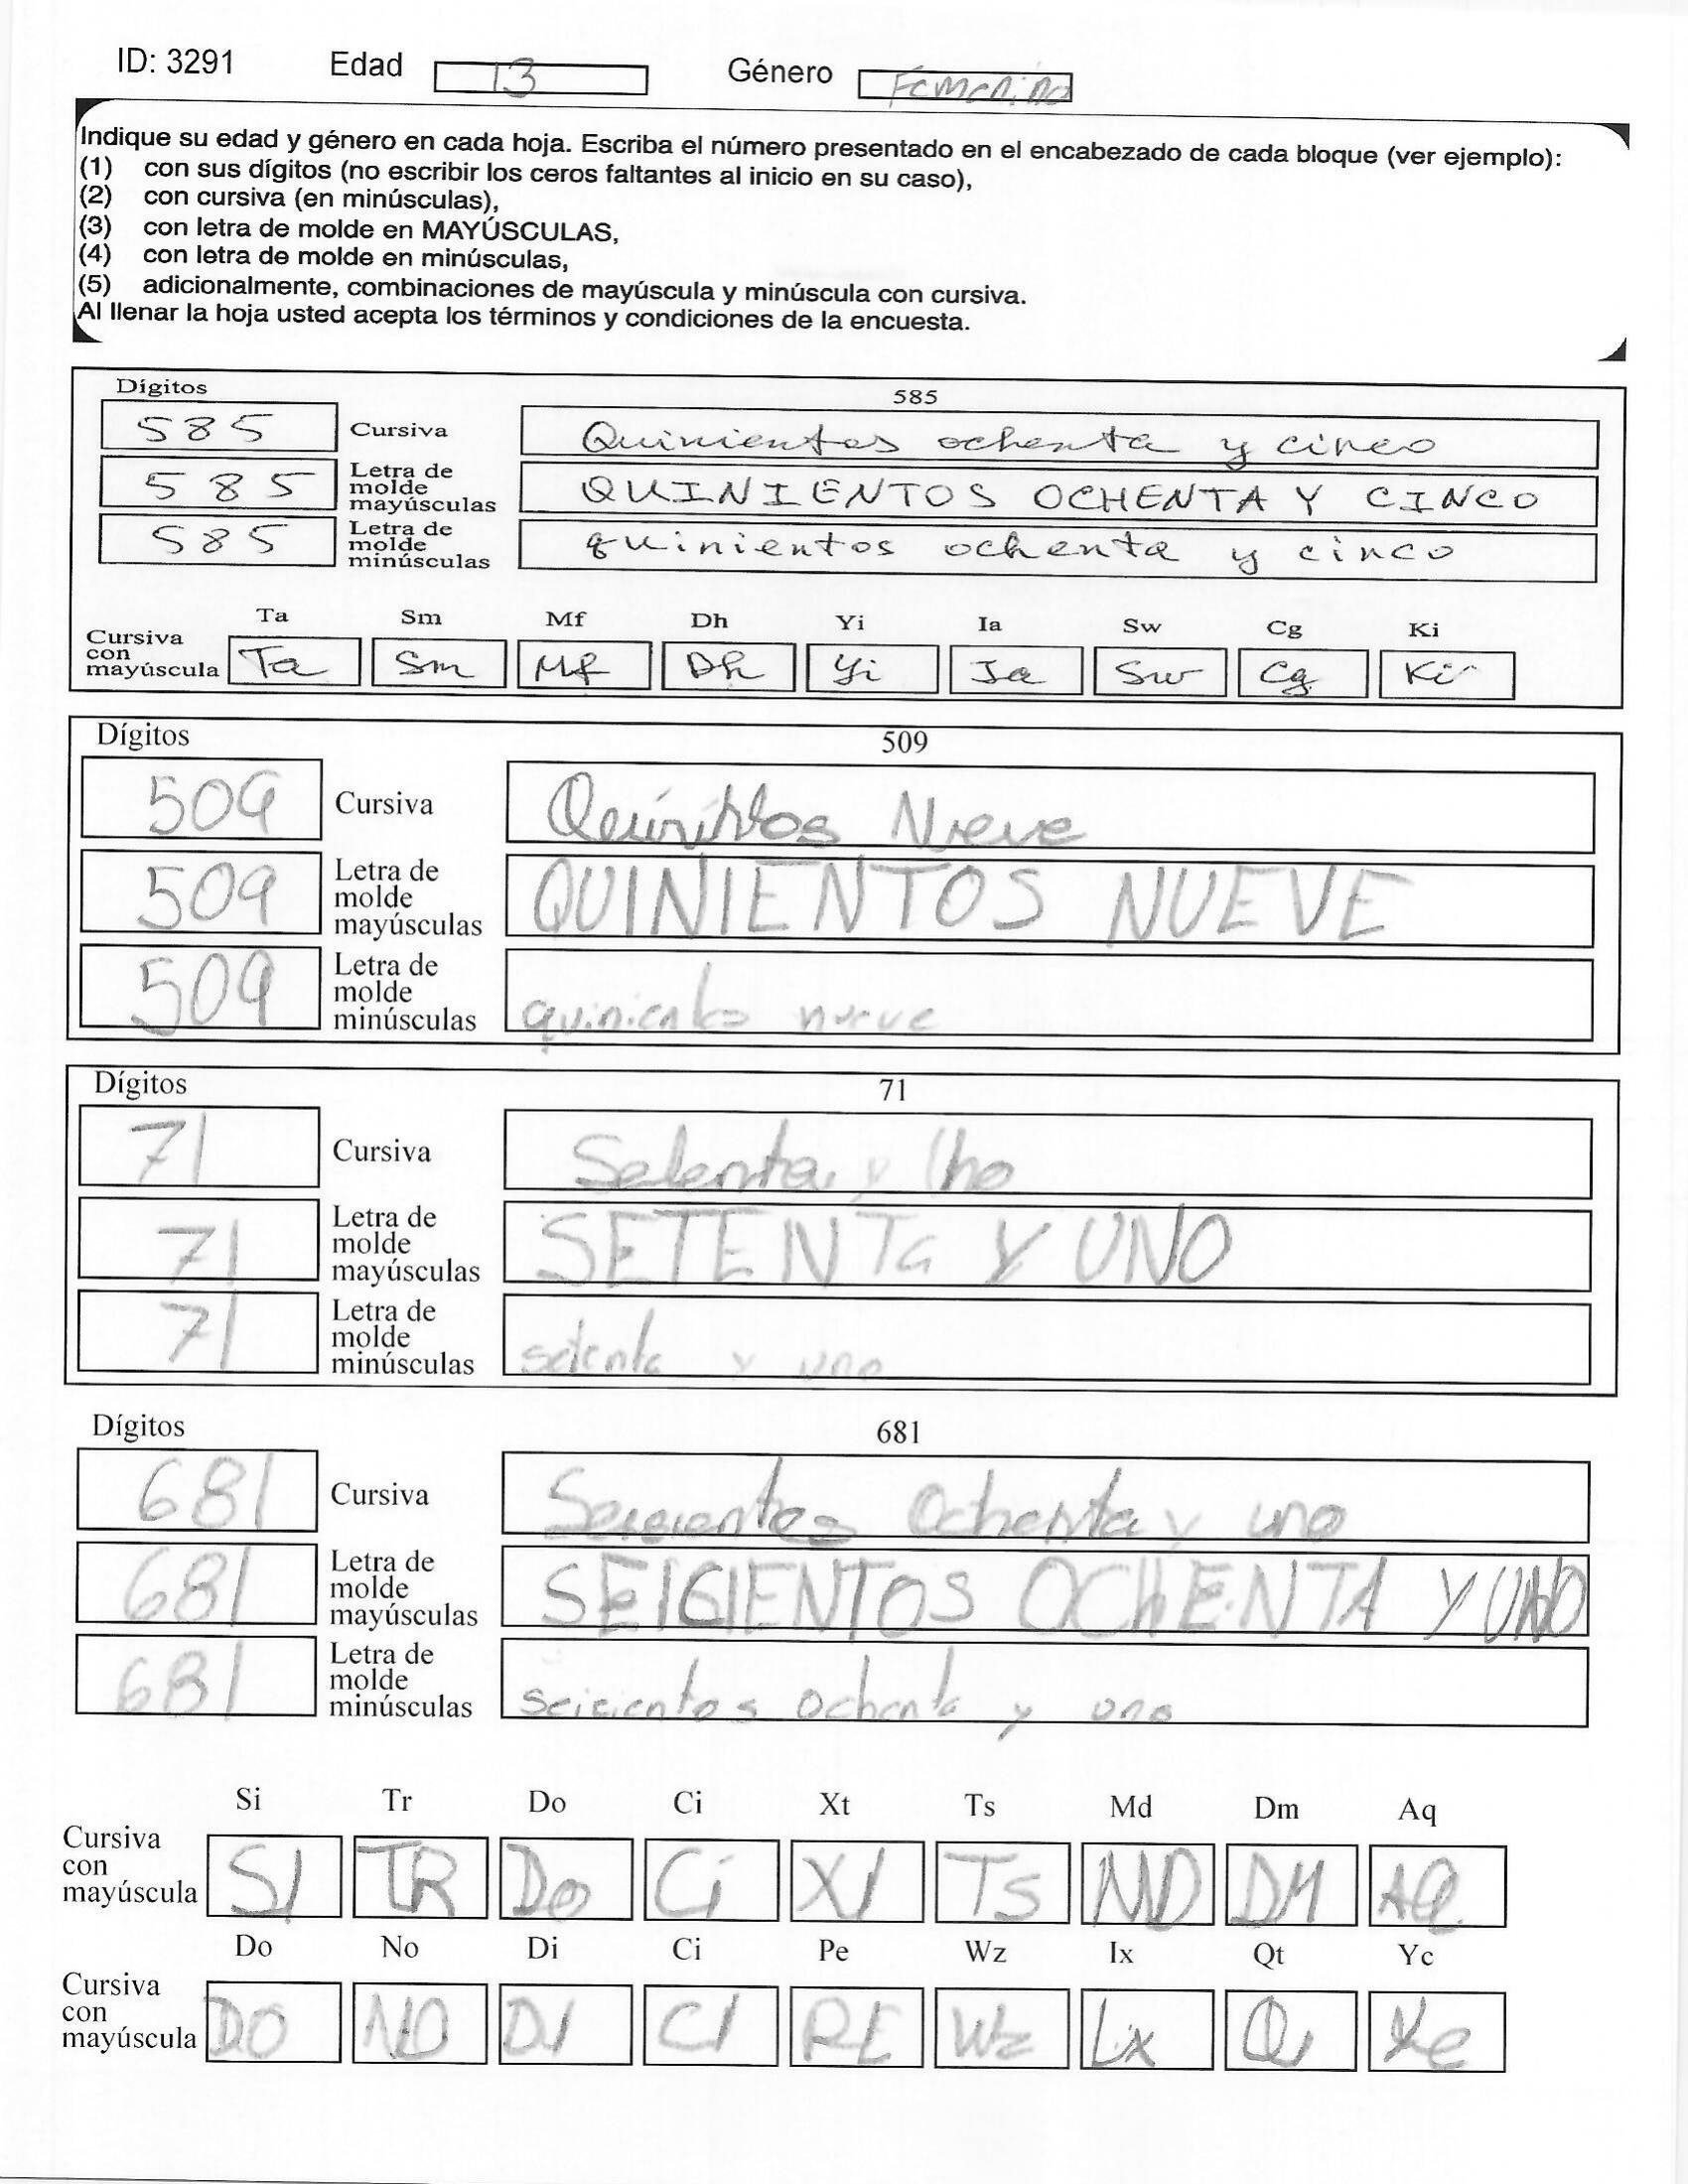 ID: 3291 Edad 13 Género Femenino
Indique su edad y género en cada hoja. Escriba el número presentado en el encabezado de cada bloque (ver ejemplo):
(1) con sus dígitos (no escribir los ceros faltantes al inicio en su caso),
(2) con cursiva (en minúsculas),
(3) con letra de molde en MAYÚSCULAS,
(4) con letra de molde en minúsculas,
(5) adicionalmente, combinaciones de mayúscula y minúscula con cursiva.
Al llenar la hoja usted acepta los términos y condiciones de la encuesta.
Dígitos 585
585 Cursiva Quinientos ochenta y cinco
585 Letra de molde mayúsculas QUINIENTOS OCHENTA Y CINCO
585 Letra de molde minúsculas quinientos ochenta y cinco
Ta Sm Mf Dh Yi Ia Sw Cg Ki
Cursiva con mayúscula Ta Sm Mf Dh Yi Ia Sw Cg Ki
Dígitos 509
509 Cursiva Nueve
509 Letra de molde mayúsculas QUINIENTOS NUEVE
509 Letra de molde minúsculas quinientos nueve
Dígitos 71
71 Cursiva Setenta y Uno
71 Letra de molde mayúsculas SETENTa Y UNO
71 Letra de molde minúsculas setenta y uno
Dígitos 681
681 Cursiva Seicientos Ochenta y uno
681 Letra de molde mayúsculas SEICIENTOS OCHENTA Y UNO
681 Letra de molde minúsculas seicientos ochenta y uno
Si Tr Do Ci Xt Ts Md Dm Aq
Cursiva con mayúscula SI TR Do Ci Ts MD DM AQ
Do No Di Ci Pe Wz Ix Qt Yc
Cursiva con mayúscula DO NO DI CI PE Wz Ix